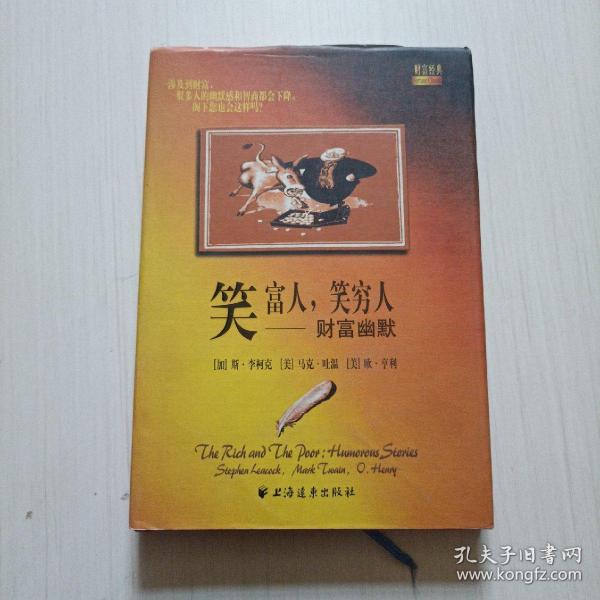 财富经典
Fortune Classics
涉及到财富，
很多人的幽默感和智商都会下降。
阁下您也会这样吗？
笑富人，笑穷人
——财富幽默
[加] 斯·李柯克 [美] 马克·吐温 [美] 欧·亨利
The Rich and The Poor: Humorous Stories
Stephen Leacock, Mark Twain, O. Henry
上海远东出版社
孔夫子旧书网
www.kongfz.com